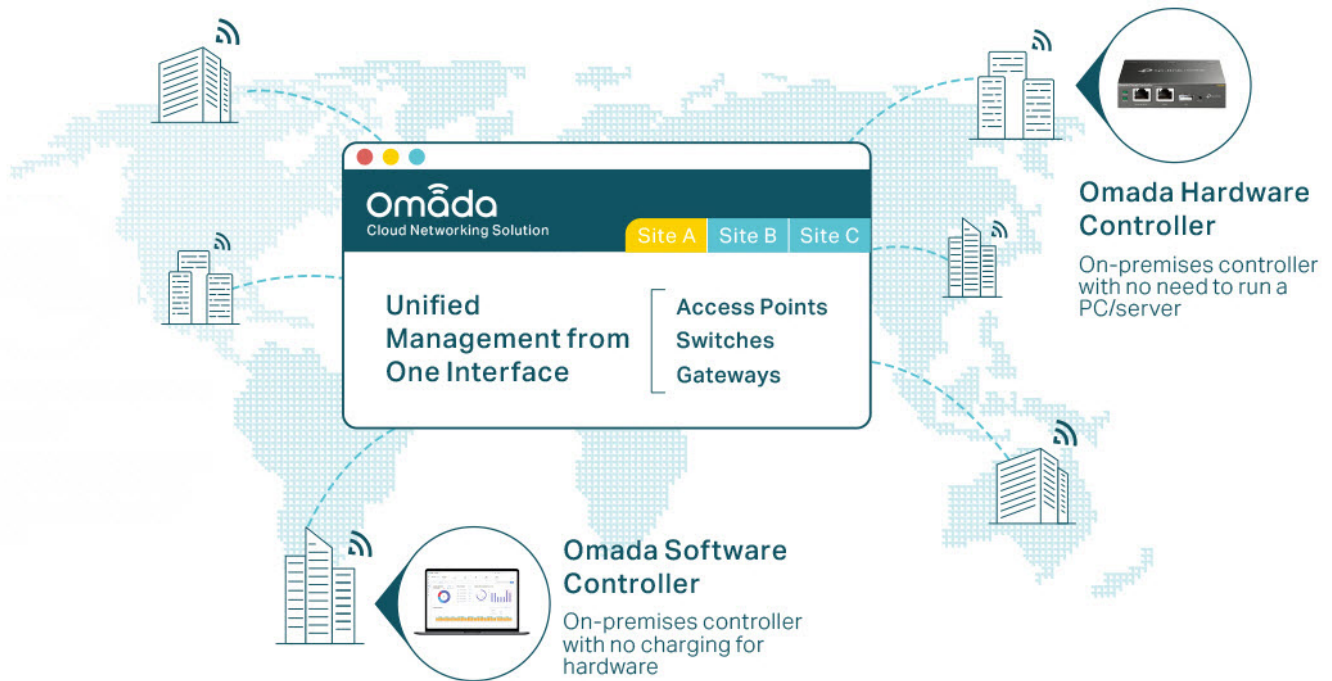 Omada
Cloud Networking Solution
Site A
Site B
Site C
Unified
Management from
One Interface
Access Points
Switches
Gateways
Omada Hardware
Controller
On-premises controller
with no need to run a
PC/server
Omada Software
Controller
On-premises controller
with no charging for
hardware